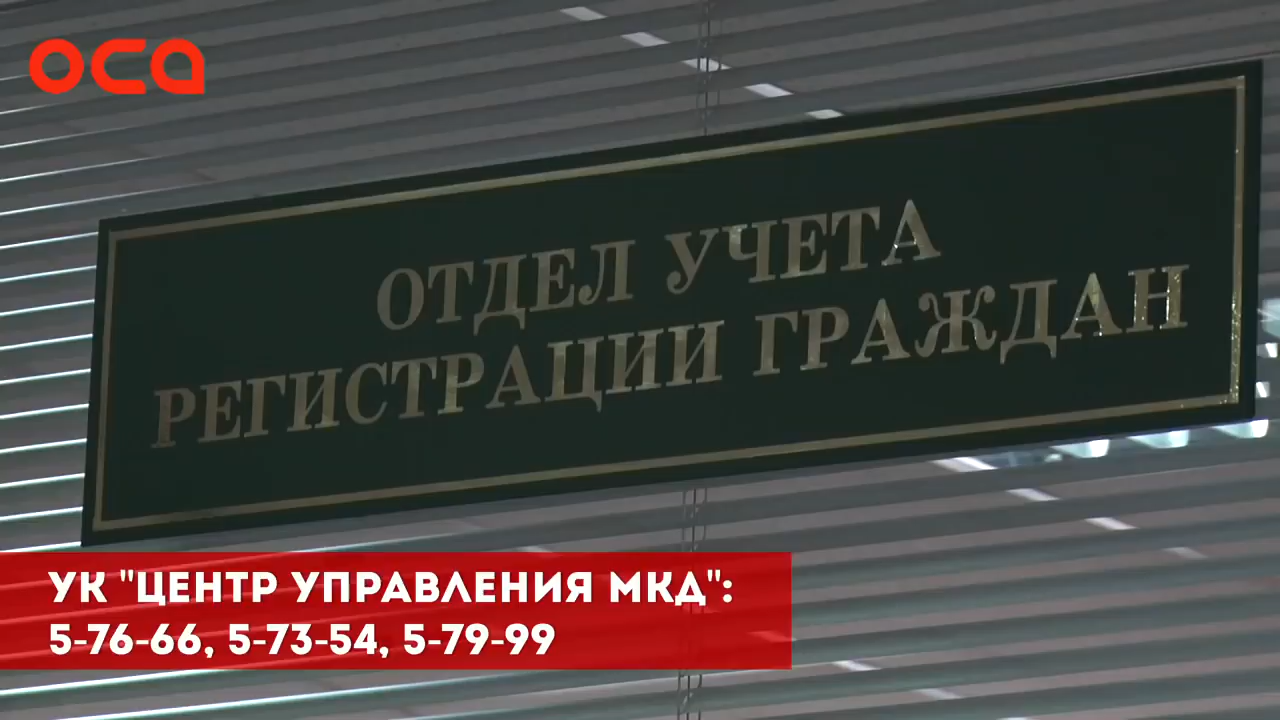 оса
ОТДЕЛ УЧЕТА
РЕГИСТРАЦИИ ГРАЖДАН
УК "ЦЕНТР УПРАВЛЕНИЯ МКД":
5-76-66, 5-73-54, 5-79-99